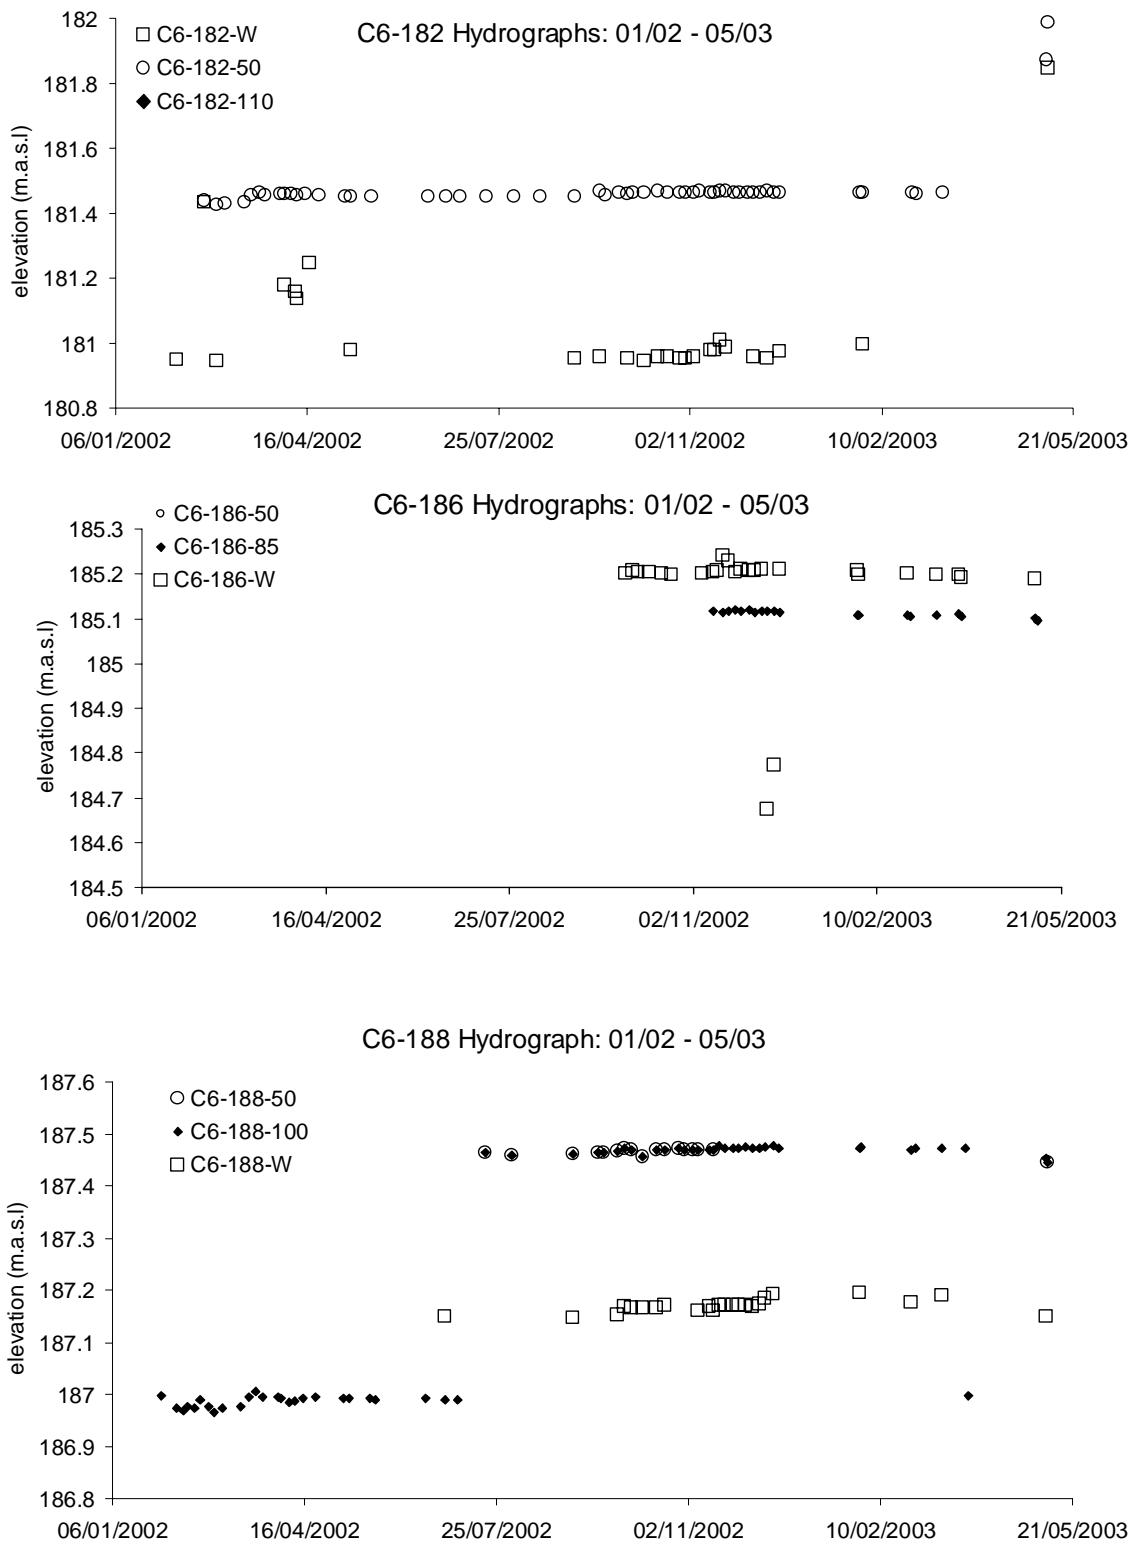 C6-182 Hydrographs: 01/02 - 05/03
C6-182-W
C6-182-50
C6-182-110
elevation (m.a.s.l)
182
181.8
181.6
181.4
181.2
181
180.8
06/01/2002 16/04/2002 25/07/2002 02/11/2002 10/02/2003 21/05/2003
C6-186 Hydrographs: 01/02 - 05/03
C6-186-50
C6-186-85
C6-186-W
elevation (m.a.s.l)
185.3
185.2
185.1
185
184.9
184.8
184.7
184.6
184.5
06/01/2002 16/04/2002 25/07/2002 02/11/2002 10/02/2003 21/05/2003
C6-188 Hydrograph: 01/02 - 05/03
C6-188-50
C6-188-100
C6-188-W
elevation (m.a.s.l)
187.6
187.5
187.4
187.3
187.2
187.1
187
186.9
186.8
06/01/2002 16/04/2002 25/07/2002 02/11/2002 10/02/2003 21/05/2003